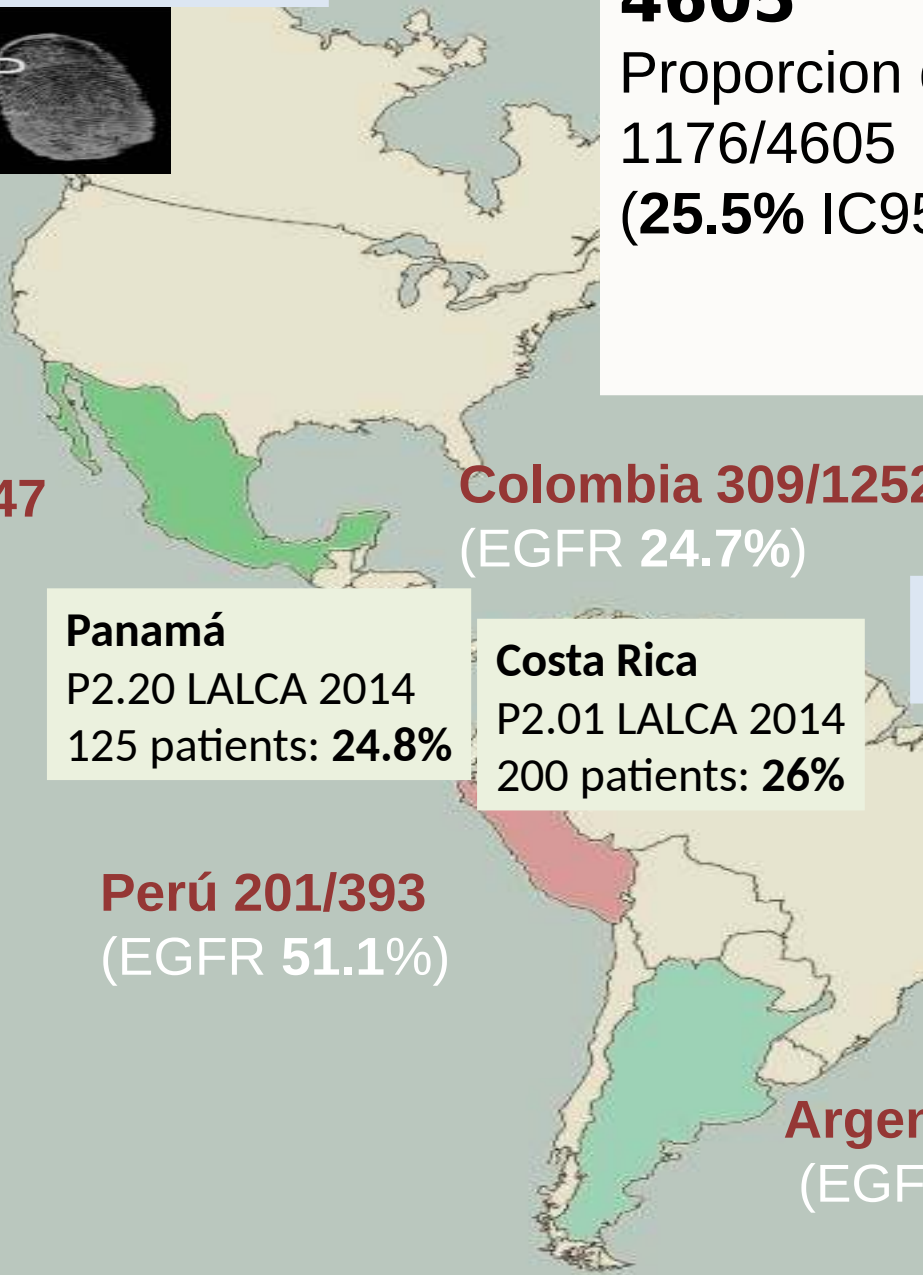 4605
Proporcion
1176/4605
(25.5% IC95
47
Colombia 309/1252
(EGFR 24.7%)
Panamá
P2.20 LALCA 2014
125 patients: 24.8%
Costa Rica
P2.01 LALCA 2014
200 patients: 26%
Perú 201/393
(EGFR 51.1%)
Argen
(EGF